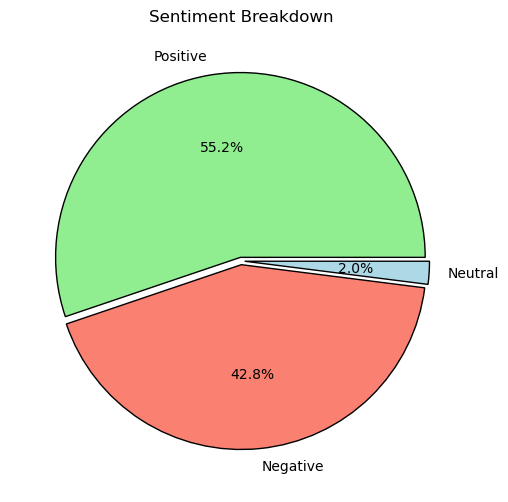 Sentiment Breakdown
Positive
55.2%
2.0%
Neutral
42.8%
Negative